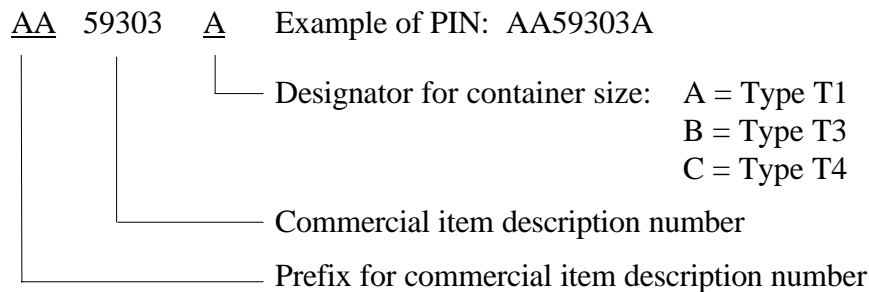 AA 59303 A Example of PIN: AA59303A
Designator for container size: A = Type T1
B = Type T3
C = Type T4
Commercial item description number
Prefix for commercial item description number